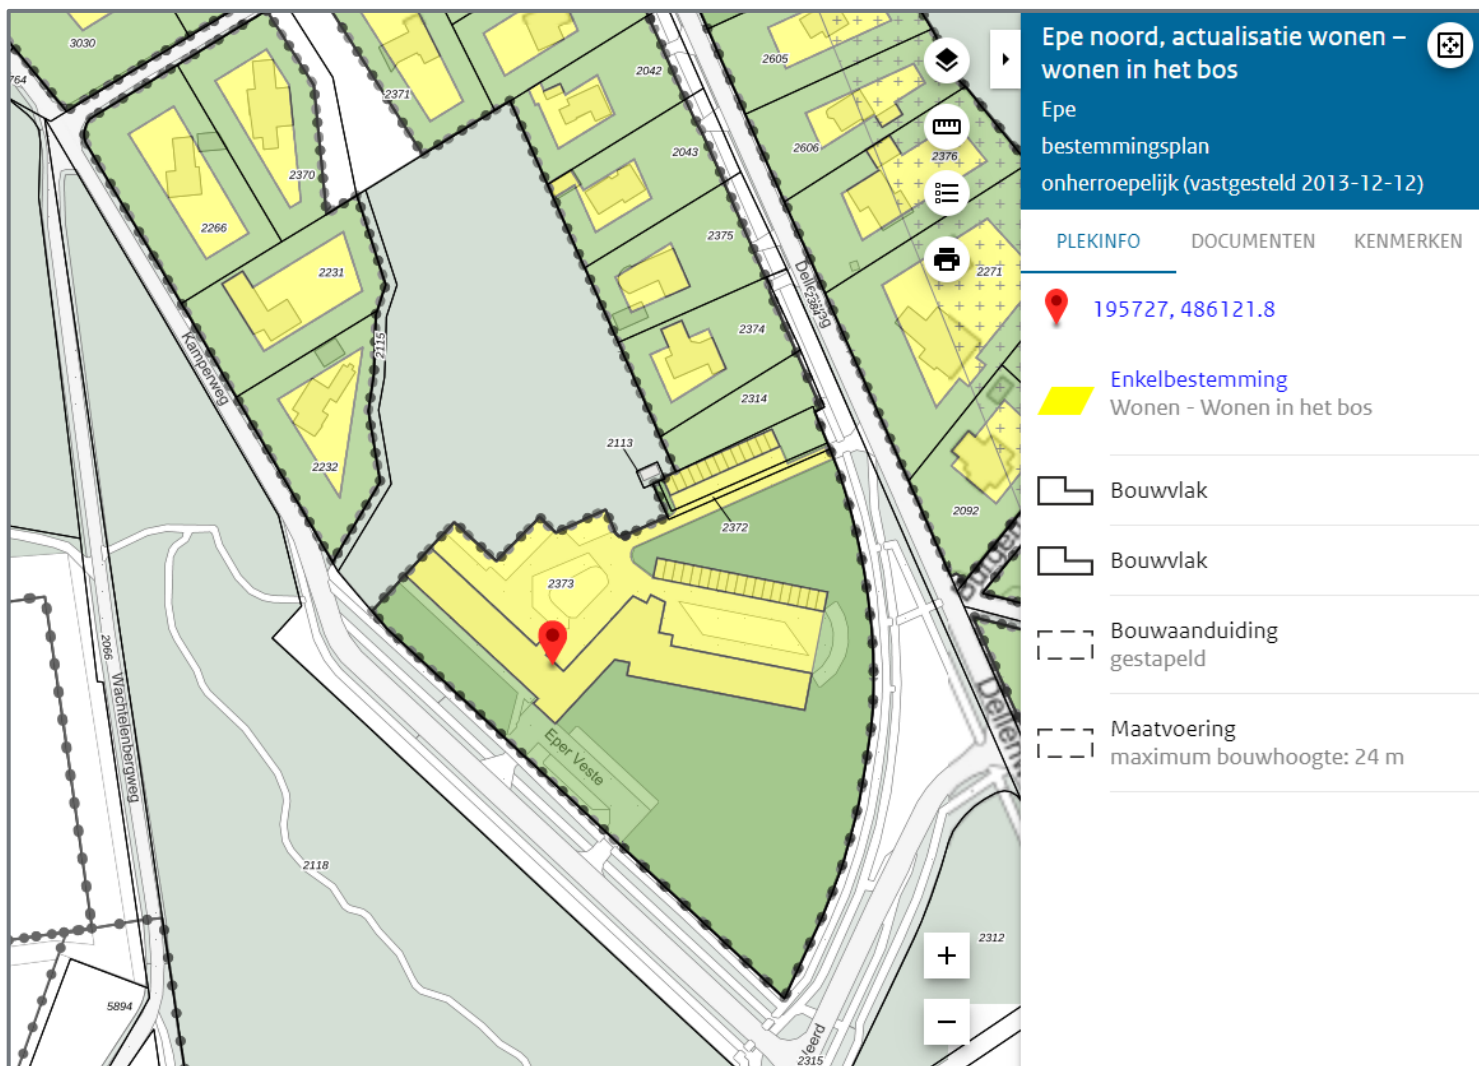 Epe noord, actualisatie wonen –
wonen in het bos
Epe
bestemmingsplan
onherroepelijk (vastgesteld 2013-12-12)
PLEKINFO
DOCUMENTEN
KENMERKEN
195727, 486121.8
Enkelbestemming
Wonen - Wonen in het bos
Bouwvlak
Bouwvlak
Bouwaanduiding
gestapeld
Maatvoering
maximum bouwhoogte: 24 m
3030
764
2371
2042
2605
2043
2606
2376
2370
2266
2375
2271
2231
Dellenweg
2384
2374
2115
Kamperweg
2314
2113
2232
2092
2372
2373
2066
Wachtelenbergweg
Eper Veste
2118
2312
5894
2315